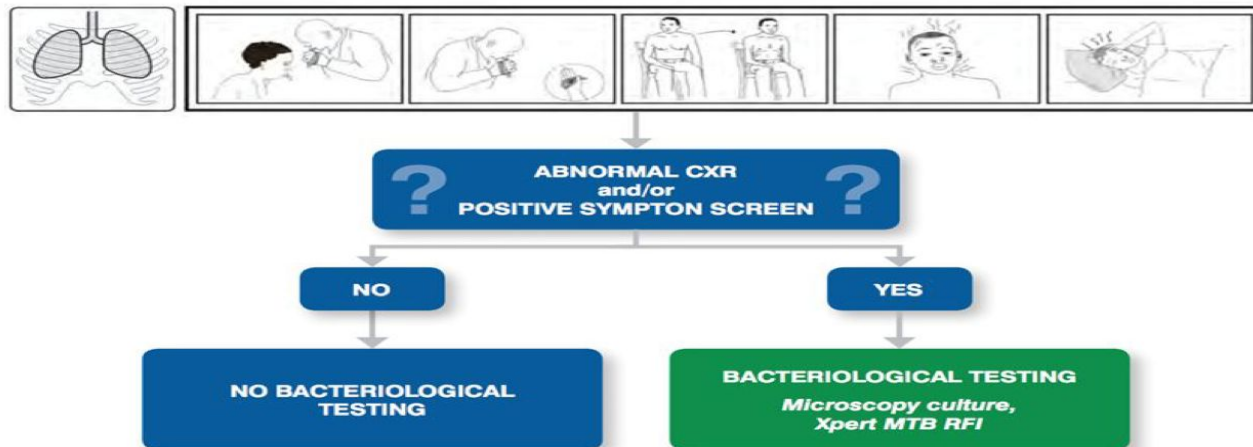 ?
ABNORMAL CXR
and/or
POSITIVE SYMPTON SCREEN
?
NO
YES
NO BACTERIOLOGICAL
TESTING
BACTERIOLOGICAL TESTING
Microscopy culture,
Xpert MTB RFI